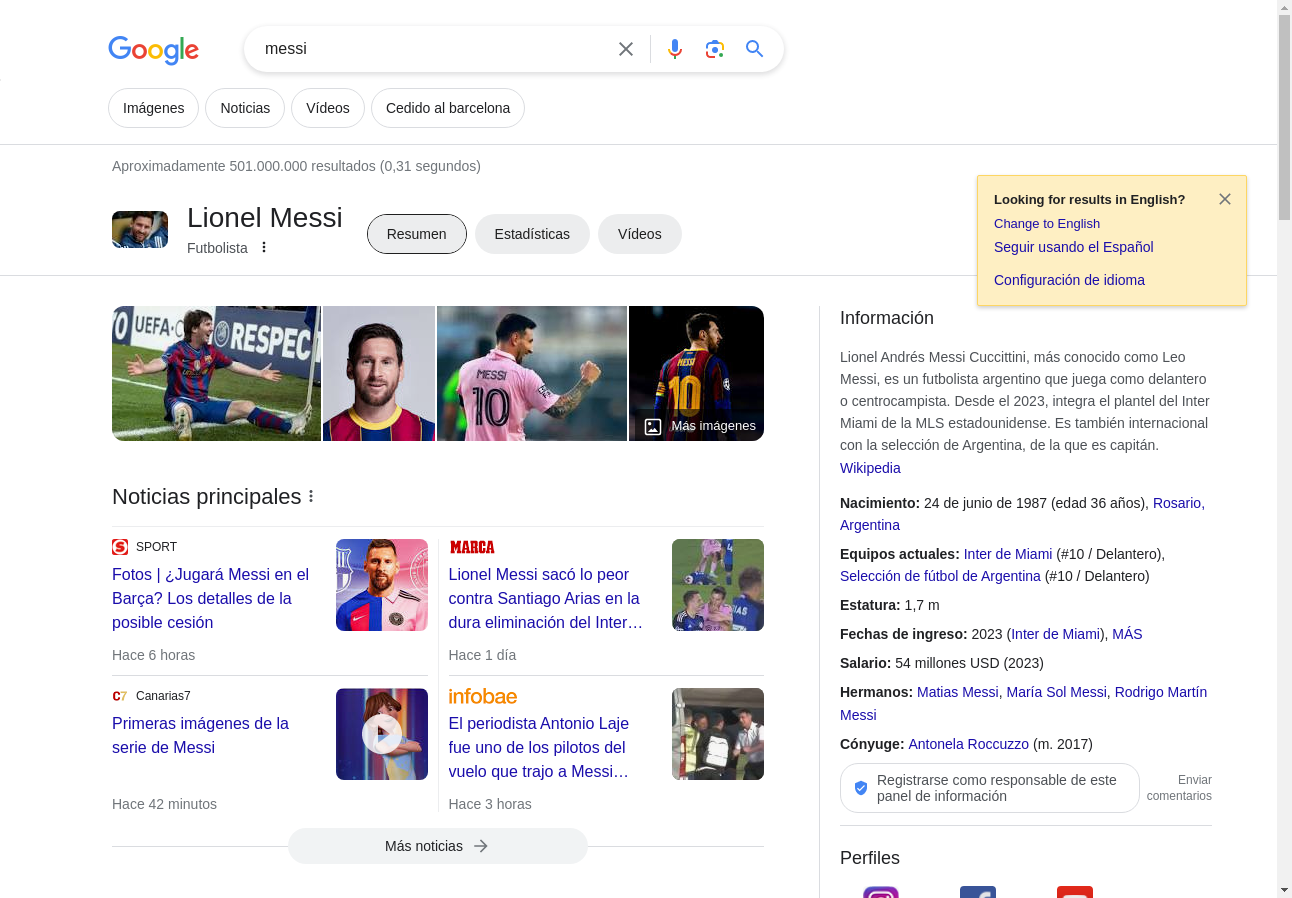 Google
messi
Imágenes
Noticias
Vídeos
Cedido al barcelona
Aproximadamente 501.000.000 resultados (0,31 segundos)
Looking for results in English?
Change to English
Seguir usando el Español
Configuración de idioma
Lionel Messi
Futbolista
Resumen
Estadísticas
Vídeos
UEFA
RESPECT
MESSI
10
MESSI
10
Más imágenes
Noticias principales
SPORT
Fotos | ¿Jugará Messi en el
Barça? Los detalles de la
posible cesión
Hace 6 horas
MARCA
Lionel Messi sacó lo peor
contra Santiago Arias en la
dura eliminación del Inter…
Hace 1 día
C7 Canarias7
Primeras imágenes de la
serie de Messi
Hace 42 minutos
infobae
El periodista Antonio Laje
fue uno de los pilotos del
vuelo que trajo a Messi…
Hace 3 horas
Más noticias
Información
Lionel Andrés Messi Cuccittini, más conocido como Leo
Messi, es un futbolista argentino que juega como delantero
o centrocampista. Desde el 2023, integra el plantel del Inter
Miami de la MLS estadounidense. Es también internacional
con la selección de Argentina, de la que es capitán.
Wikipedia
Nacimiento: 24 de junio de 1987 (edad 36 años), Rosario,
Argentina
Equipos actuales: Inter de Miami (#10 / Delantero),
Selección de fútbol de Argentina (#10 / Delantero)
Estatura: 1,7 m
Fechas de ingreso: 2023 (Inter de Miami), MÁS
Salario: 54 millones USD (2023)
Hermanos: Matias Messi, María Sol Messi, Rodrigo Martín
Messi
Cónyuge: Antonela Roccuzzo (m. 2017)
Registrarse como responsable de este
panel de información
Enviar
comentarios
Perfiles